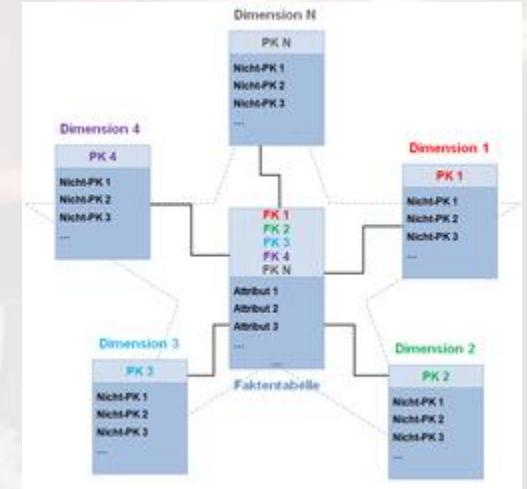 Dimension N
PK N
Nicht-PK 1
Nicht-PK 2
Nicht-PK 3
...
Dimension 4
PK 4
Nicht-PK 1
Nicht-PK 2
Nicht-PK 3
...
Dimension 1
PK 1
Nicht-PK 1
Nicht-PK 2
Nicht-PK 3
...
PK 1
PK 2
PK 3
PK 4
PK N
Attribut 1
Attribut 2
Attribut 3
...
...
Faktentabelle
Dimension 3
PK 3
Nicht-PK 1
Nicht-PK 2
Nicht-PK 3
...
Dimension 2
PK 2
Nicht-PK 1
Nicht-PK 2
Nicht-PK 3
...